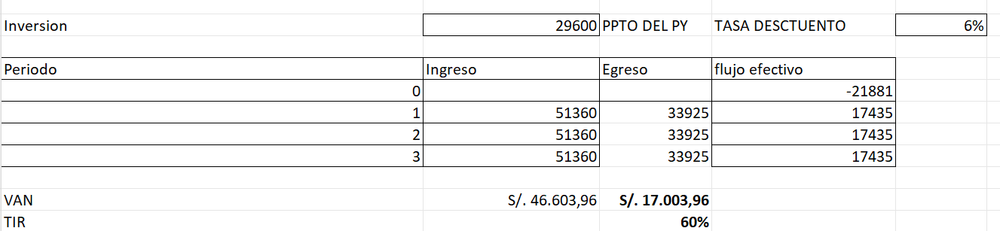 Inversion 29600 PPTO DEL PY TASA DESCTUENTO 6%
Periodo Ingreso Egreso flujo efectivo
0 -21881
1 51360 33925 17435
2 51360 33925 17435
3 51360 33925 17435
VAN S/. 46.603,96 S/. 17.003,96
TIR 60%